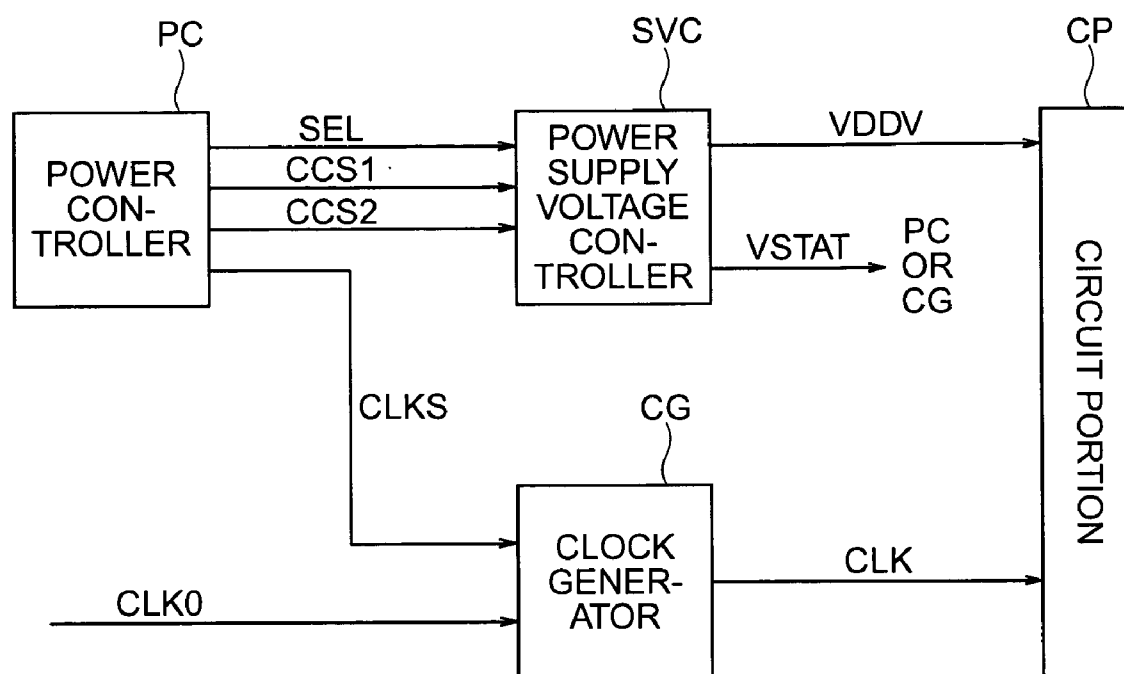 PC
SVC
CP
POWER
CON-
TROLLER
SEL
CCS1
CCS2
POWER
SUPPLY
VOLTAGE
CON-
TROLLER
VDDV
VSTAT
PC
OR
CG
CIRCUIT PORTION
CLKS
CG
CLK0
CLOCK
GENER-
ATOR
CLK